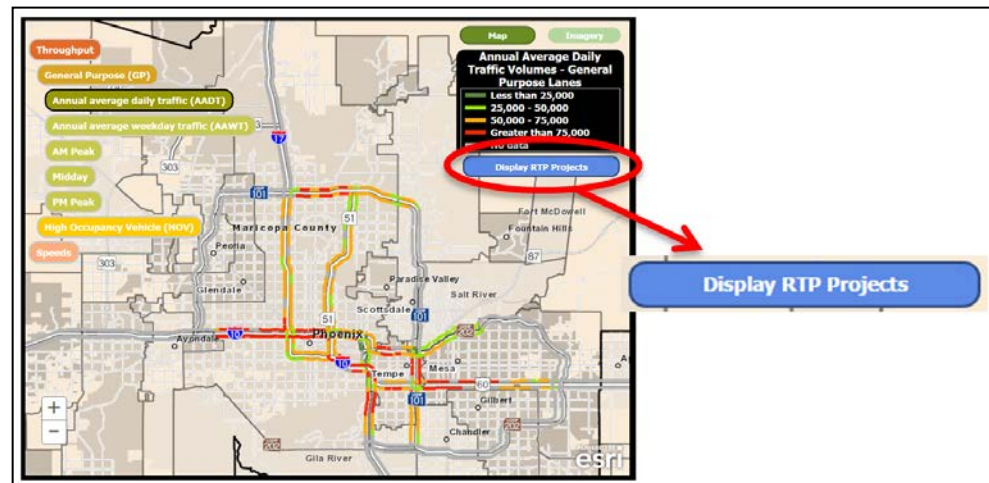 Map
Imagery
Annual Average Daily
Traffic Volumes - General
Purpose Lanes
Less than 25,000
25,000 - 50,000
50,000 - 75,000
Greater than 75,000
No data
Display RTP Projects
Throughput
General Purpose (GP)
Annual average daily traffic (AADT)
Annual average weekday traffic (AAWT)
AM Peak
Midday
PM Peak
High Occupancy Vehicle (HOV)
Speeds
17
303
101
51
Fort McDowell
Fountain Hills
Maricopa County
Peoria
87
303
Paradise Valley
Glendale
Salt River
Scottsdale
51
101
202
10
Phoenix
Avondale
10
Tempe
Mesa
60
101
Gilbert
202
Chandler
202
Gila River
+
−
esri
Display RTP Projects